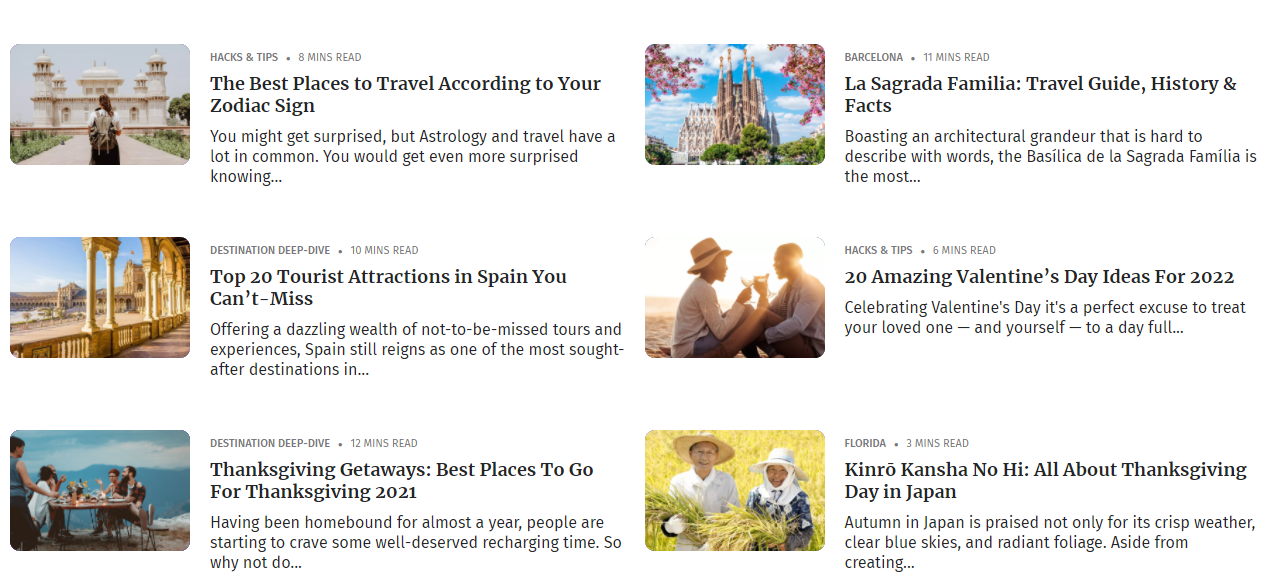 HACKS & TIPS • 8 MINS READ
The Best Places to Travel According to Your
Zodiac Sign
You might get surprised, but Astrology and travel have a
lot in common. You would get even more surprised
knowing...
BARCELONA • 11 MINS READ
La Sagrada Familia: Travel Guide, History &
Facts
Boasting an architectural grandeur that is hard to
describe with words, the Basílica de la Sagrada Família is
the most...
DESTINATION DEEP-DIVE • 10 MINS READ
Top 20 Tourist Attractions in Spain You
Can’t-Miss
Offering a dazzling wealth of not-to-be-missed tours and
experiences, Spain still reigns as one of the most sought-
after destinations in...
HACKS & TIPS • 6 MINS READ
20 Amazing Valentine’s Day Ideas For 2022
Celebrating Valentine's Day it's a perfect excuse to treat
your loved one — and yourself — to a day full...
DESTINATION DEEP-DIVE • 12 MINS READ
Thanksgiving Getaways: Best Places To Go
For Thanksgiving 2021
Having been homebound for almost a year, people are
starting to crave some well-deserved recharging time. So
why not do...
FLORIDA • 3 MINS READ
Kinrō Kansha No Hi: All About Thanksgiving
Day in Japan
Autumn in Japan is praised not only for its crisp weather,
clear blue skies, and radiant foliage. Aside from
creating...